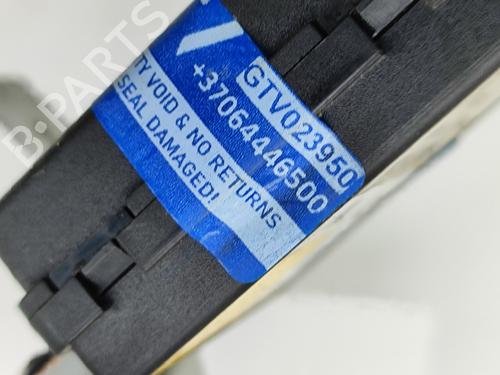 GTV023950
+37064446500
TY VOID & NO RETURNS
SEAL DAMAGED!
B-PARTS